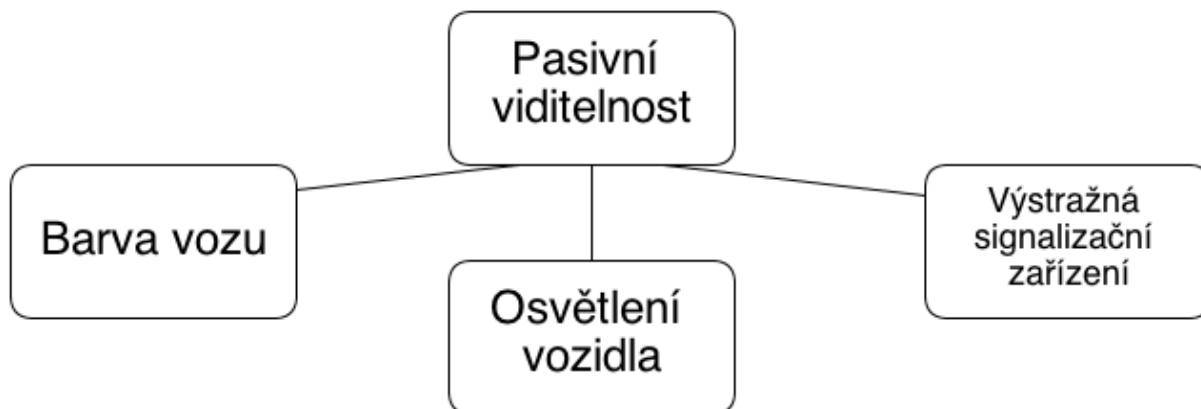 Pasivní
viditelnost
Barva vozu
Osvětlení
vozidla
Výstražná
signalizační
zařízení